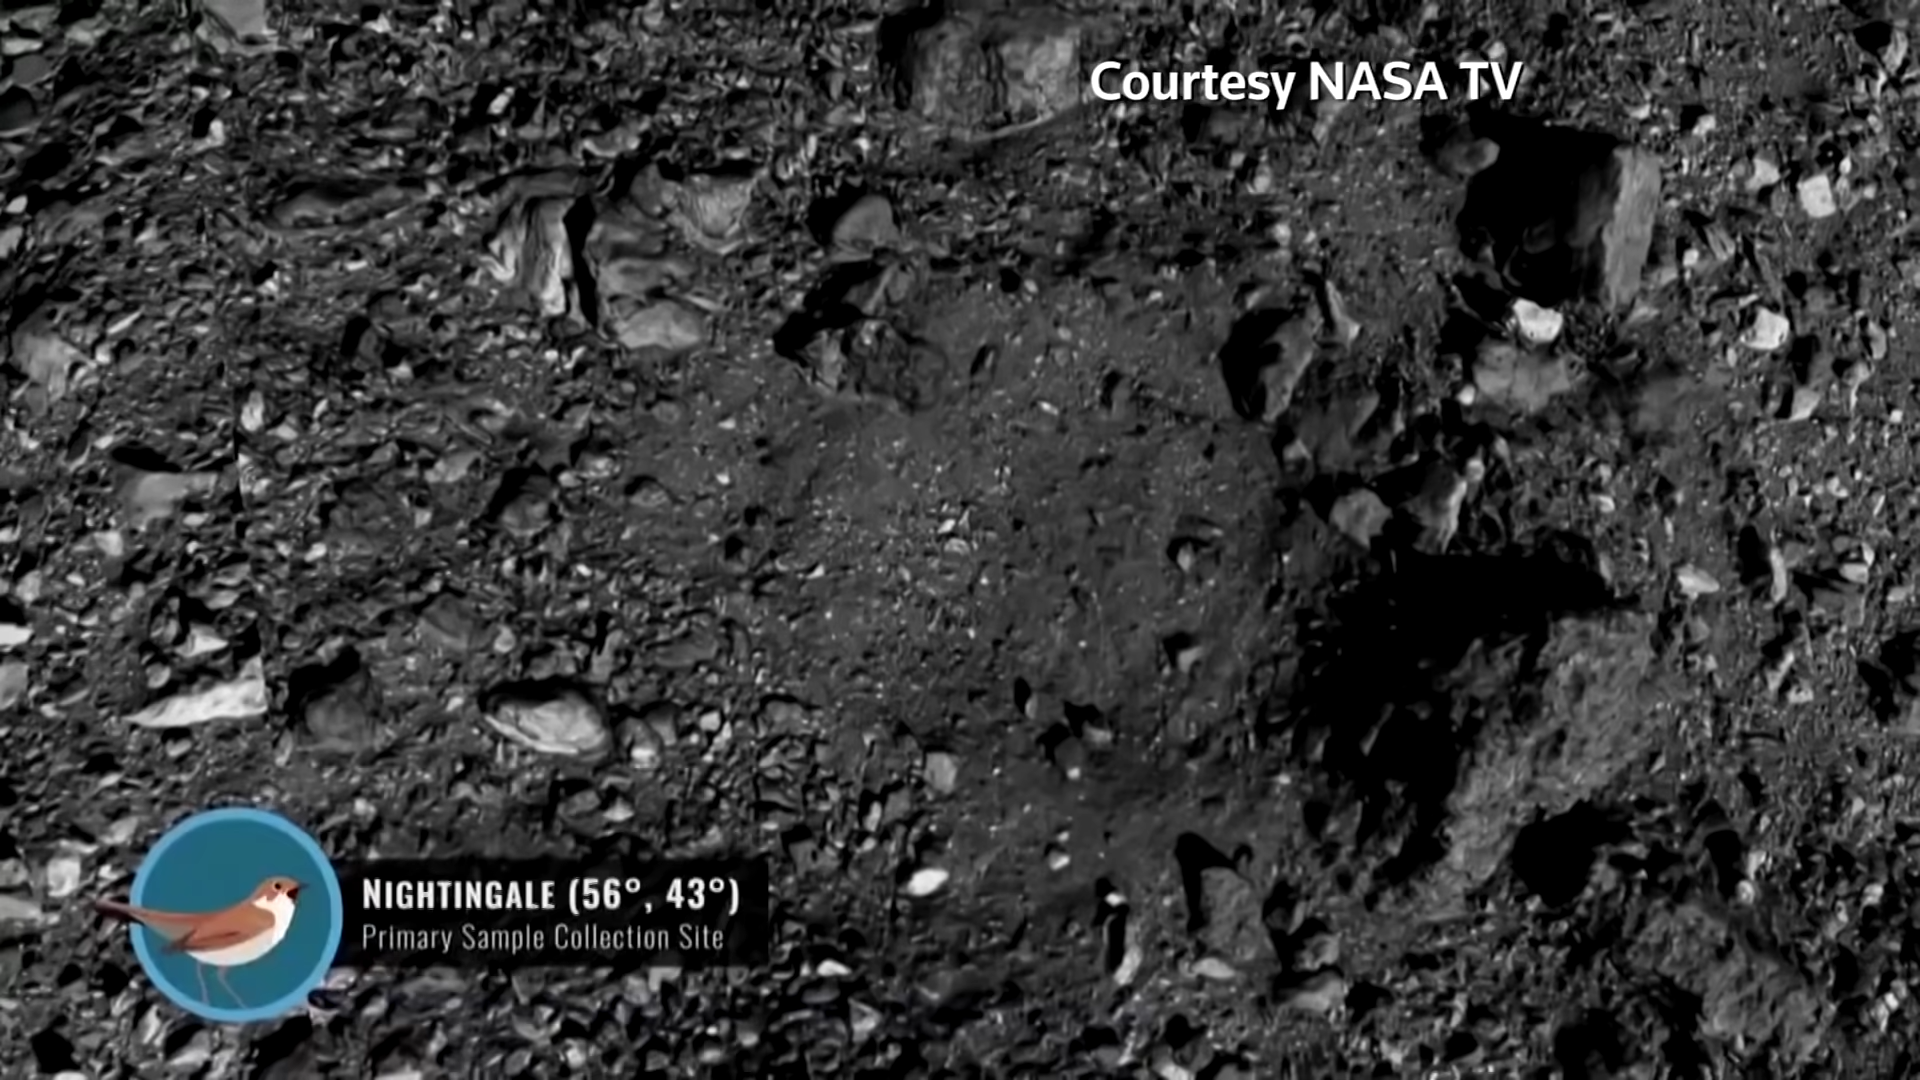 Courtesy NASA TV
NIGHTINGALE (56°, 43°)
Primary Sample Collection Site